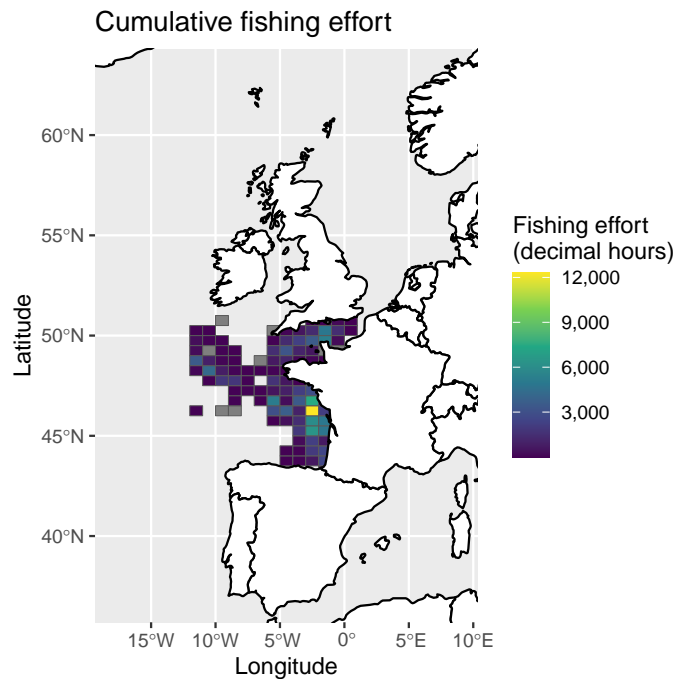 Cumulative fishing effort
60°N
55°N
50°N
45°N
40°N
Latitude
15°W
10°W
5°W
0°
5°E
10°E
Longitude
Fishing effort
(decimal hours)
12,000
9,000
6,000
3,000